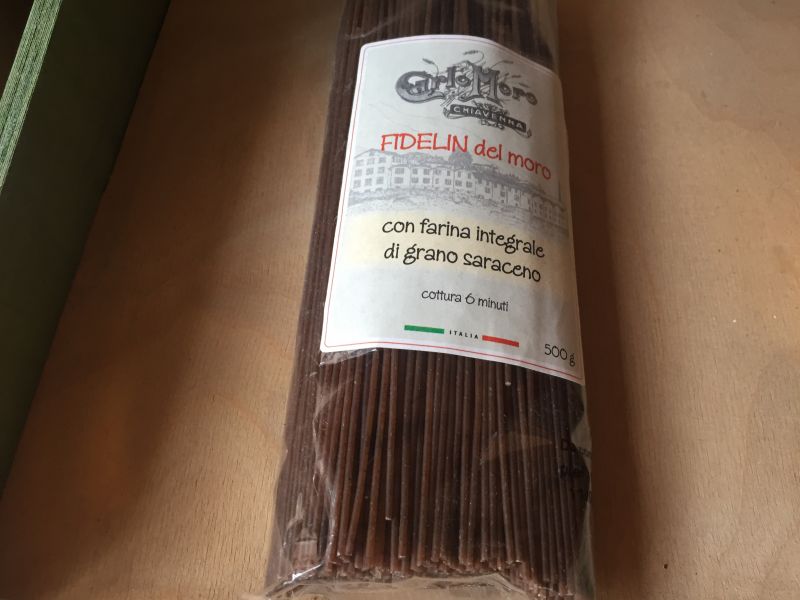 Carlo Moro
CHIAVENNA
FIDELIN del moro
con farina integrale
di grano saraceno
cottura 6 minuti
ITALIA
500 g